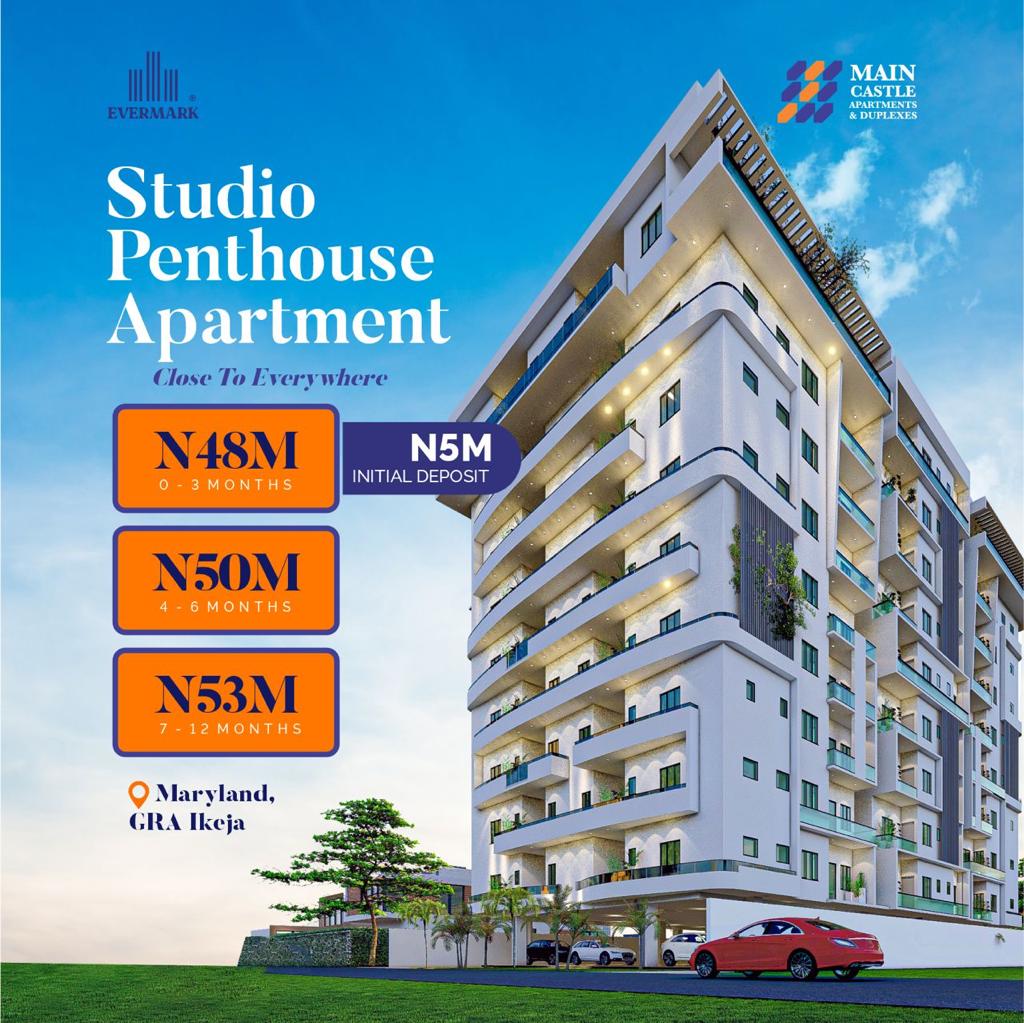 EVERMARK
®
MAIN
CASTLE
APARTMENTS
& DUPLEXES
Studio
Penthouse
Apartment
Close To Everywhere
N48M
0 - 3 MONTHS
N5M
INITIAL DEPOSIT
N50M
4 - 6 MONTHS
N53M
7 - 12 MONTHS
Maryland,
GRA Ikeja